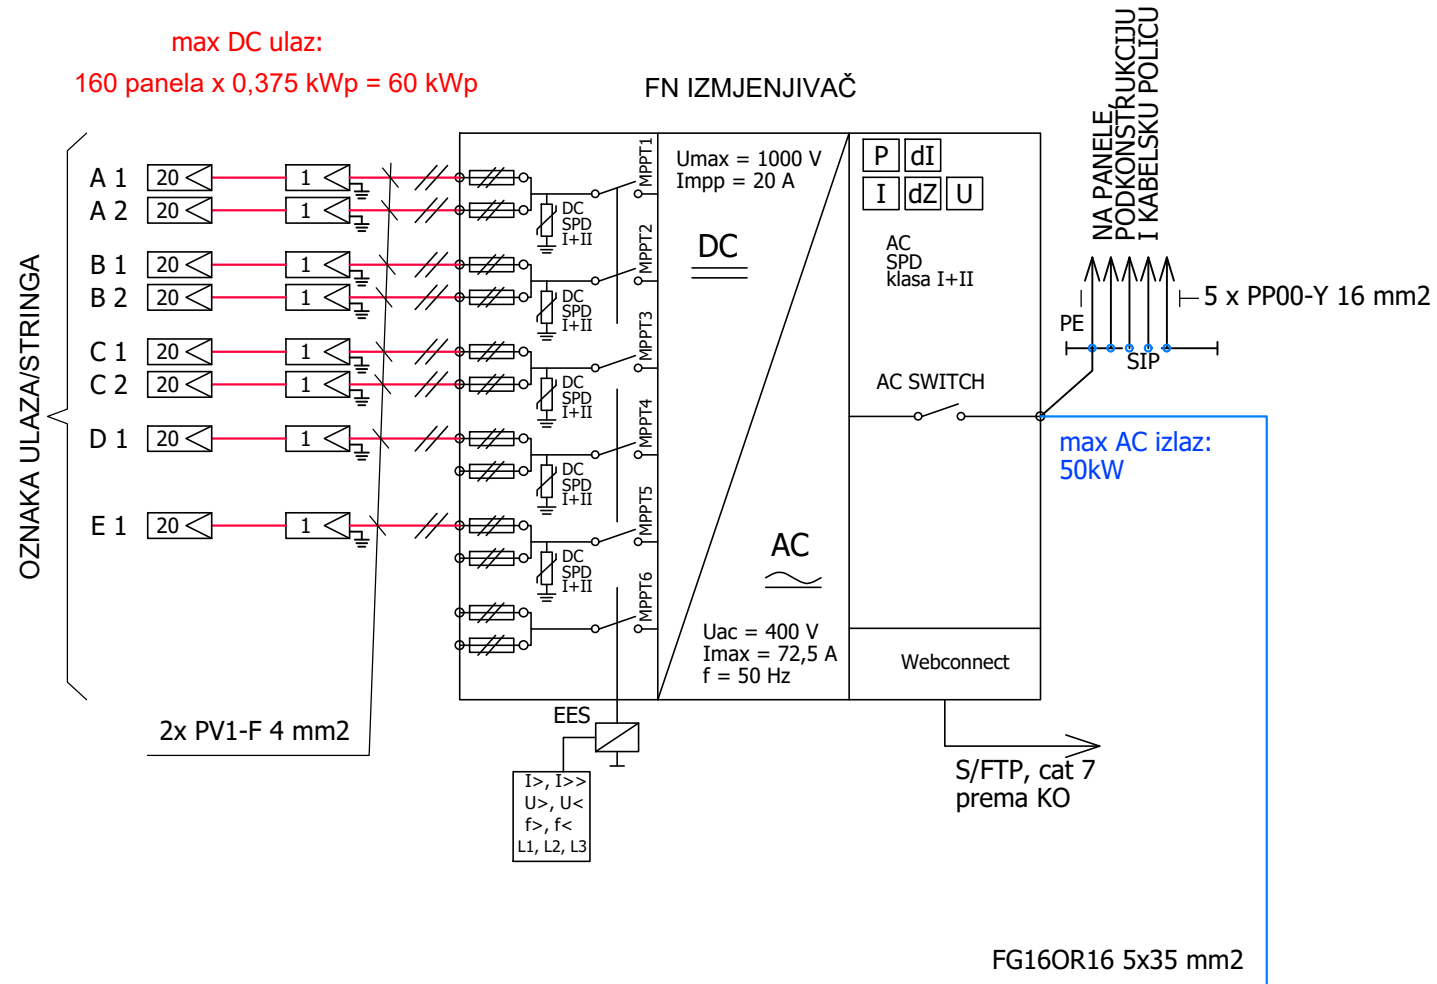 max DC ulaz:
160 panela x 0,375 kWp = 60 kWp
FN IZMJENJIVAČ
OZNAKA ULAZA/STRINGA
A 1 20 1
A 2 20 1
B 1 20 1
B 2 20 1
C 1 20 1
C 2 20 1
D 1 20 1
E 1 20 1
2x PV1-F 4 mm2
DC
SPD
I+II
DC
SPD
I+II
DC
SPD
I+II
DC
SPD
I+II
DC
SPD
I+II
MPPT1
MPPT2
MPPT3
MPPT4
MPPT5
MPPT6
Umax = 1000 V
Impp = 20 A
DC
AC
Uac = 400 V
Imax = 72,5 A
f = 50 Hz
P dI
I dZ U
AC
SPD
klasa I+II
AC SWITCH
Webconnect
NA PANELE,
PODKONSTRUKCIJU
I KABELSKU POLICU
5 x PP00-Y 16 mm2
PE
SIP
max AC izlaz:
50kW
EES
I>, I>>
U>, U<
f>, f<
L1, L2, L3
S/FTP, cat 7
prema KO
FG16OR16 5x35 mm2